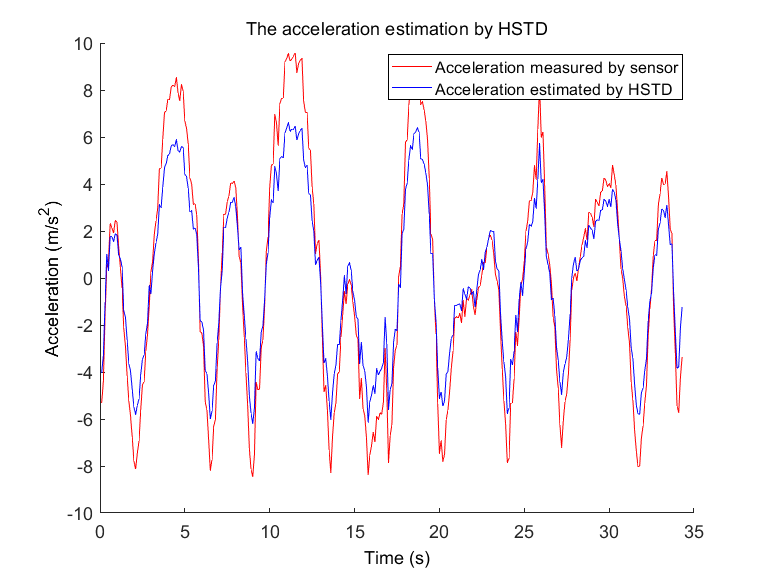 The acceleration estimation by HSTD
Acceleration measured by sensor
Acceleration estimated by HSTD
10
8
6
4
2
0
-2
-4
-6
-8
-10
Acceleration (m/s²)
0 5 10 15 20 25 30 35
Time (s)